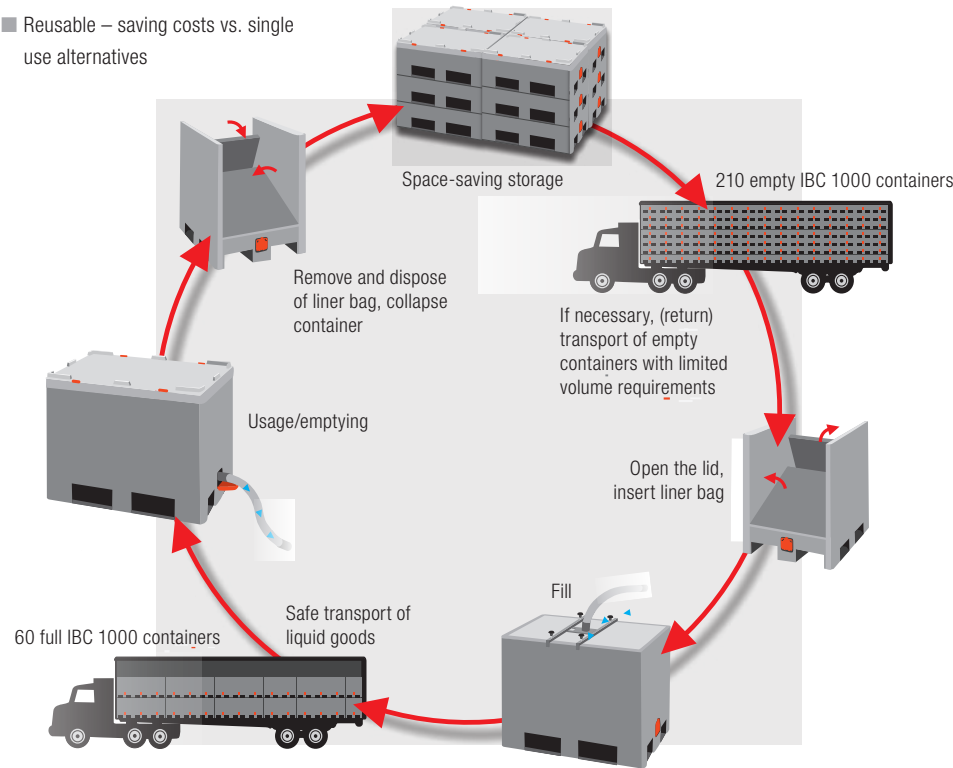 Reusable – saving costs vs. single
use alternatives
Space-saving storage
210 empty IBC 1000 containers
Remove and dispose
of liner bag, collapse
container
If necessary, (return)
transport of empty
containers with limited
volume requirements
Usage/emptying
Open the lid,
insert liner bag
Fill
Safe transport of
liquid goods
60 full IBC 1000 containers